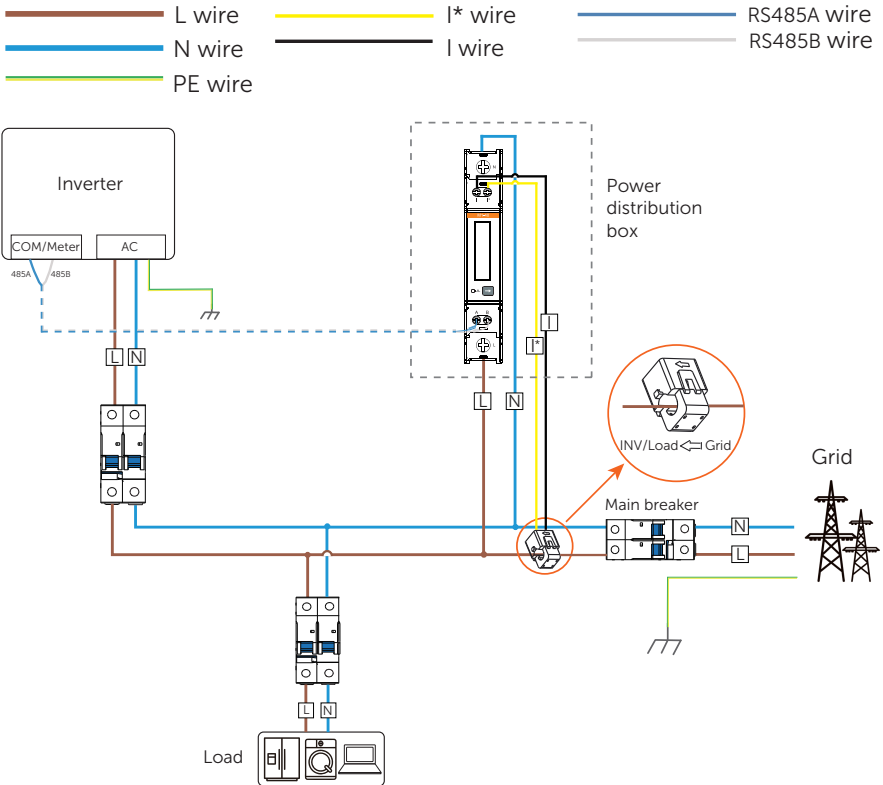 L wire
I* wire
RS485A wire
N wire
I wire
RS485B wire
PE wire
Inverter
COM/Meter
AC
485A
485B
Power
distribution
box
N
A B
L
I
I*
L N
L
N
INV/Load
Grid
Grid
Main breaker
N
L
L N
Load